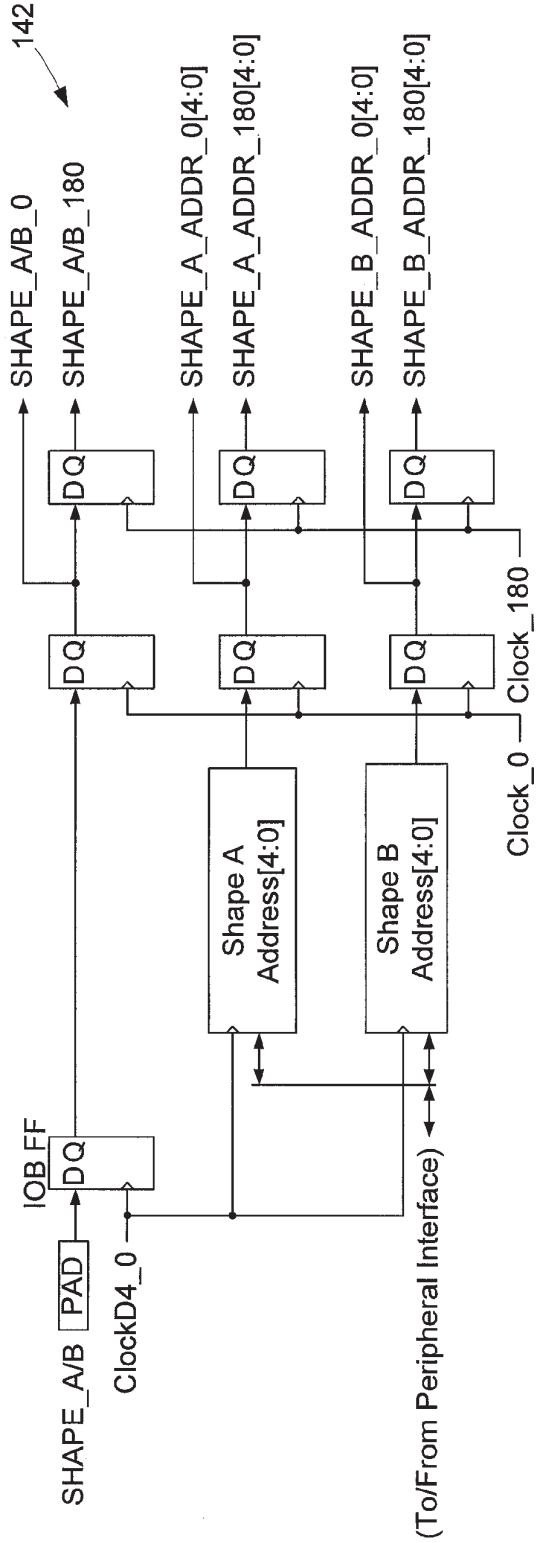 142
SHAPE_A/B_0
SHAPE_A/B_180
SHAPE_A_ADDR_0[4:0]
SHAPE_A_ADDR_180[4:0]
SHAPE_B_ADDR_0[4:0]
SHAPE_B_ADDR_180[4:0]
IOB FF
SHAPE_A/B PAD
D Q
D Q
D Q
ClockD4_0
Shape A
Address[4:0]
D Q
D Q
Shape B
Address[4:0]
D Q
D Q
(To/From Peripheral Interface)
Clock_0
Clock_180